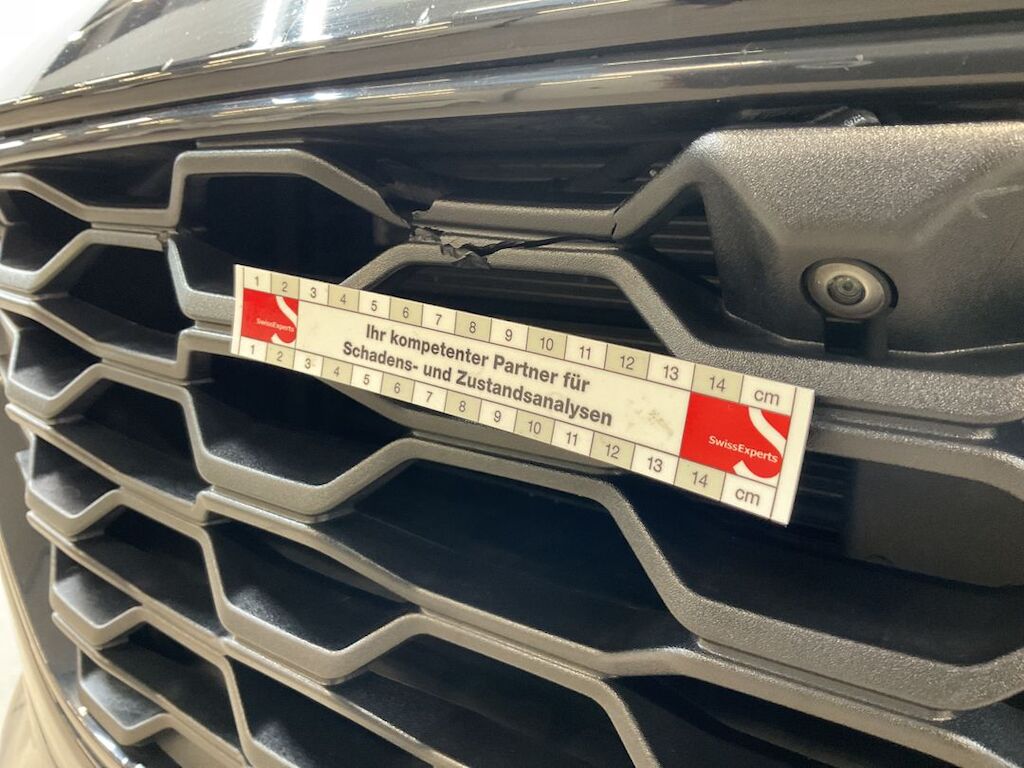 1 2 3 4 5 6 7 8 9 10 11 12 13 14 cm
SwissExperts
Ihr kompetenter Partner für
Schadens- und Zustandsanalysen
SwissExperts
1 2 3 4 5 6 7 8 9 10 11 12 13 14 cm